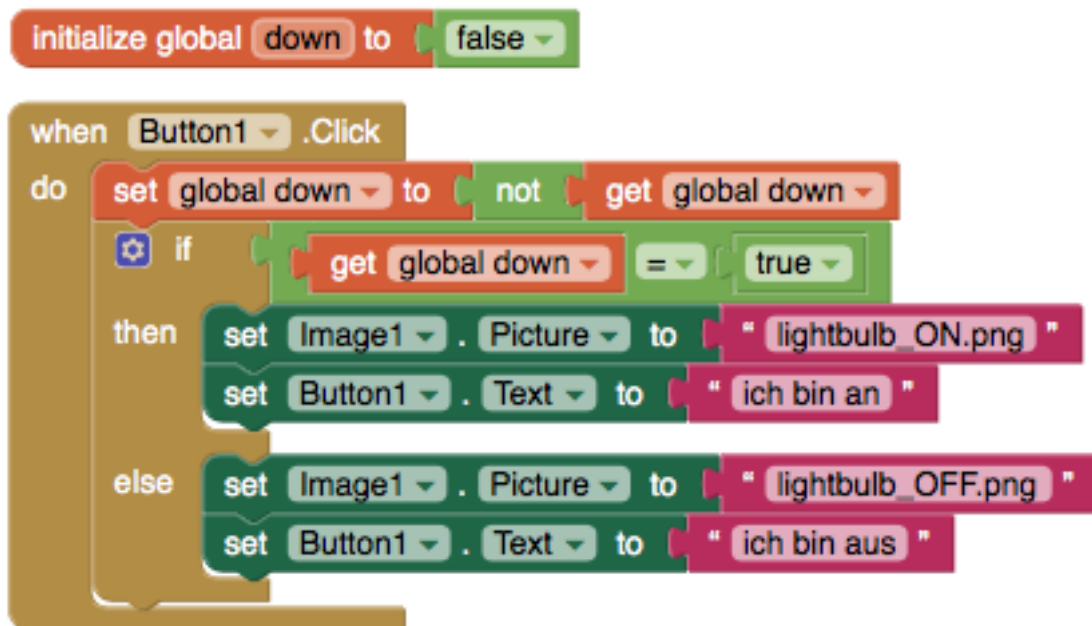 initialize global down to false
when Button1 .Click
do set global down to not get global down
if get global down = true
then set Image1 . Picture to " lightbulb_ON.png "
set Button1 . Text to " ich bin an "
else set Image1 . Picture to " lightbulb_OFF.png "
set Button1 . Text to " ich bin aus "